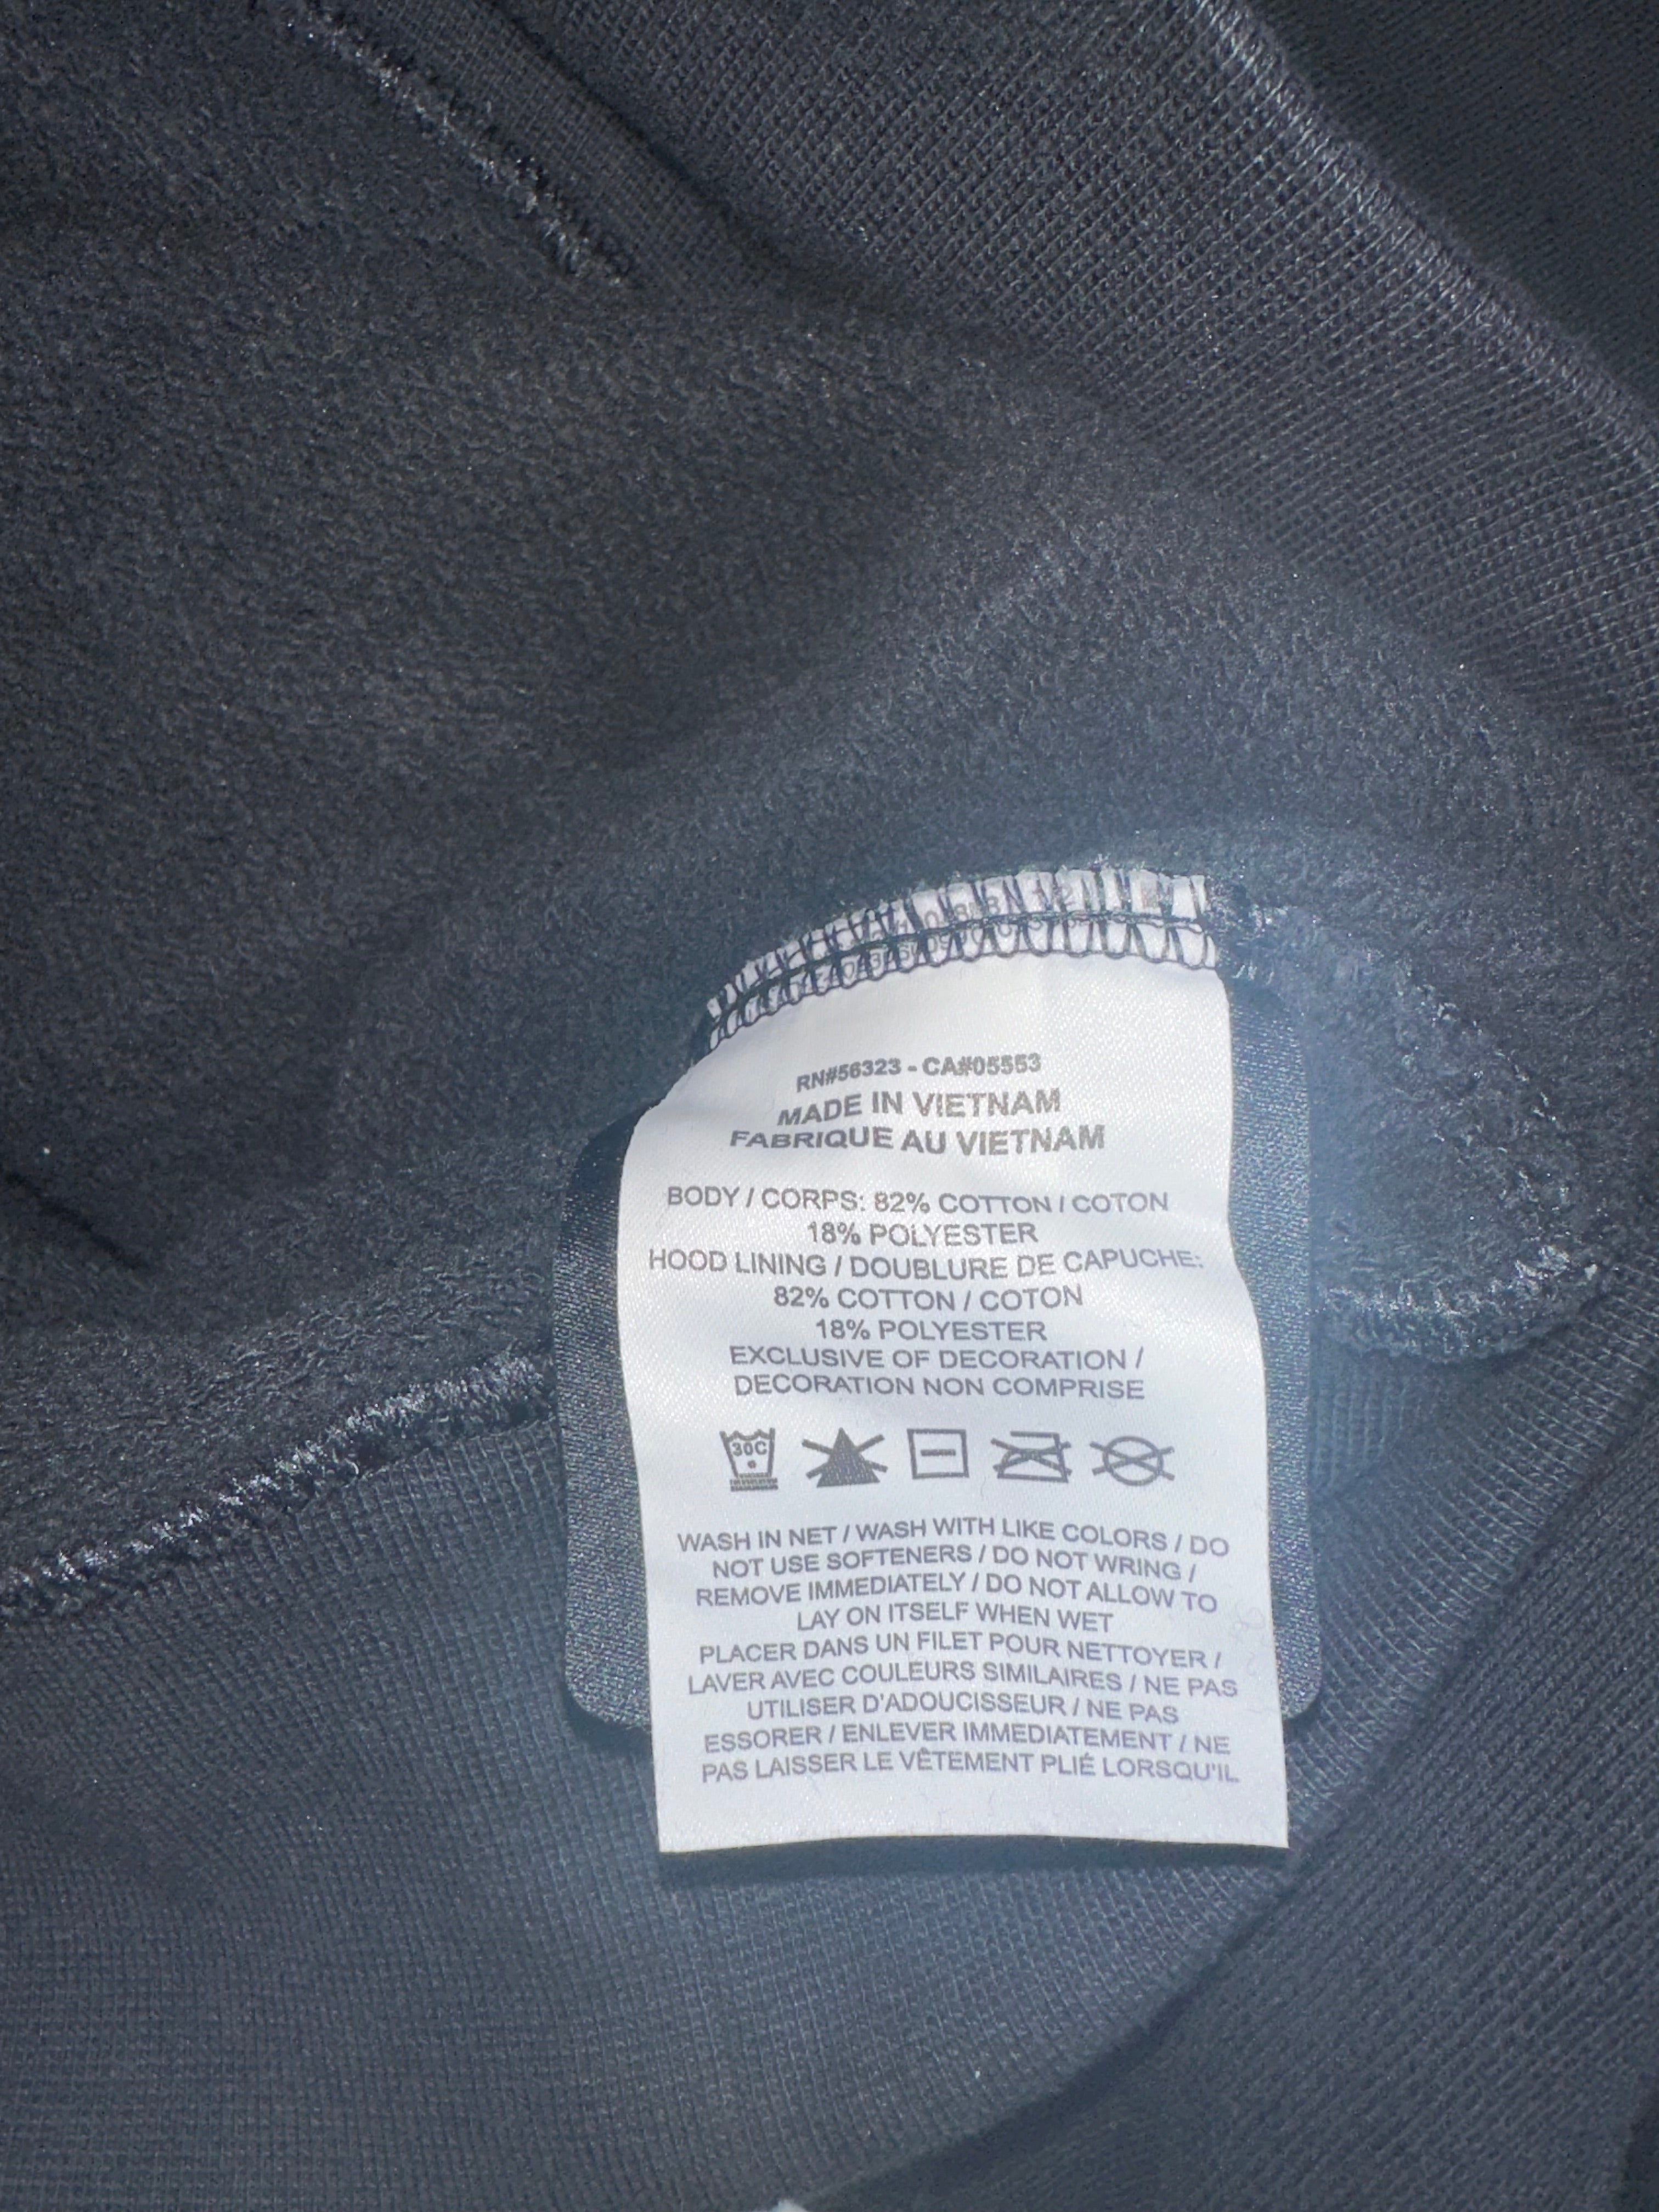 RN#56323 - CA#05553
MADE IN VIETNAM
FABRIQUE AU VIETNAM
BODY / CORPS: 82% COTTON / COTON
18% POLYESTER
HOOD LINING / DOUBLURE DE CAPUCHE:
82% COTTON / COTON
18% POLYESTER
EXCLUSIVE OF DECORATION /
DECORATION NON COMPRISE
30C
WASH IN NET / WASH WITH LIKE COLORS / DO
NOT USE SOFTENERS / DO NOT WRING /
REMOVE IMMEDIATELY / DO NOT ALLOW TO
LAY ON ITSELF WHEN WET
PLACER DANS UN FILET POUR NETTOYER /
LAVER AVEC COULEURS SIMILAIRES / NE PAS
UTILISER D'ADOUCISSEUR / NE PAS
ESSORER / ENLEVER IMMEDIATEMENT / NE
PAS LAISSER LE VÊTEMENT PLIÉ LORSQU'IL